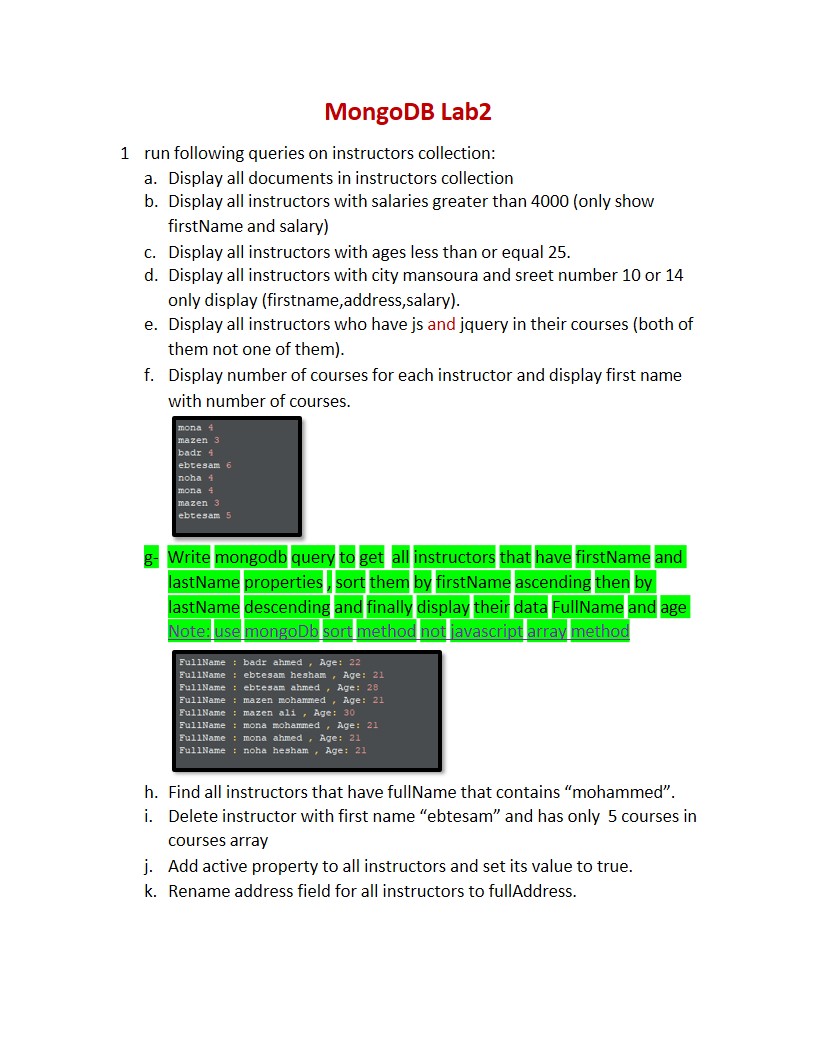 MongoDB Lab2
1 run following queries on instructors collection:
a. Display all documents in instructors collection
b. Display all instructors with salaries greater than 4000 (only show
firstName and salary)
c. Display all instructors with ages less than or equal 25.
d. Display all instructors with city mansoura and sreet number 10 or 14
only display (firstname,address,salary).
e. Display all instructors who have js and jquery in their courses (both of
them not one of them).
f. Display number of courses for each instructor and display first name
with number of courses.
mona 4
mazen 3
badr 4
ebtesam 6
noha 4
mona 4
mazen 3
ebtesam 5
g- Write mongodb query to get all instructors that have firstName and
lastName properties , sort them by firstName ascending then by
lastName descending and finally display their data FullName and age
Note: use mongoDb sort method not javascript array method
FullName : badr ahmed , Age: 22
FullName : ebtesam hesham , Age: 21
FullName : ebtesam ahmed , Age: 28
FullName : mazen mohammed , Age: 21
FullName : mazen ali , Age: 30
FullName : mona mohammed , Age: 21
FullName : mona ahmed , Age: 21
FullName : noha hesham , Age: 21
h. Find all instructors that have fullName that contains “mohammed”.
i. Delete instructor with first name “ebtesam” and has only 5 courses in
courses array
j. Add active property to all instructors and set its value to true.
k. Rename address field for all instructors to fullAddress.